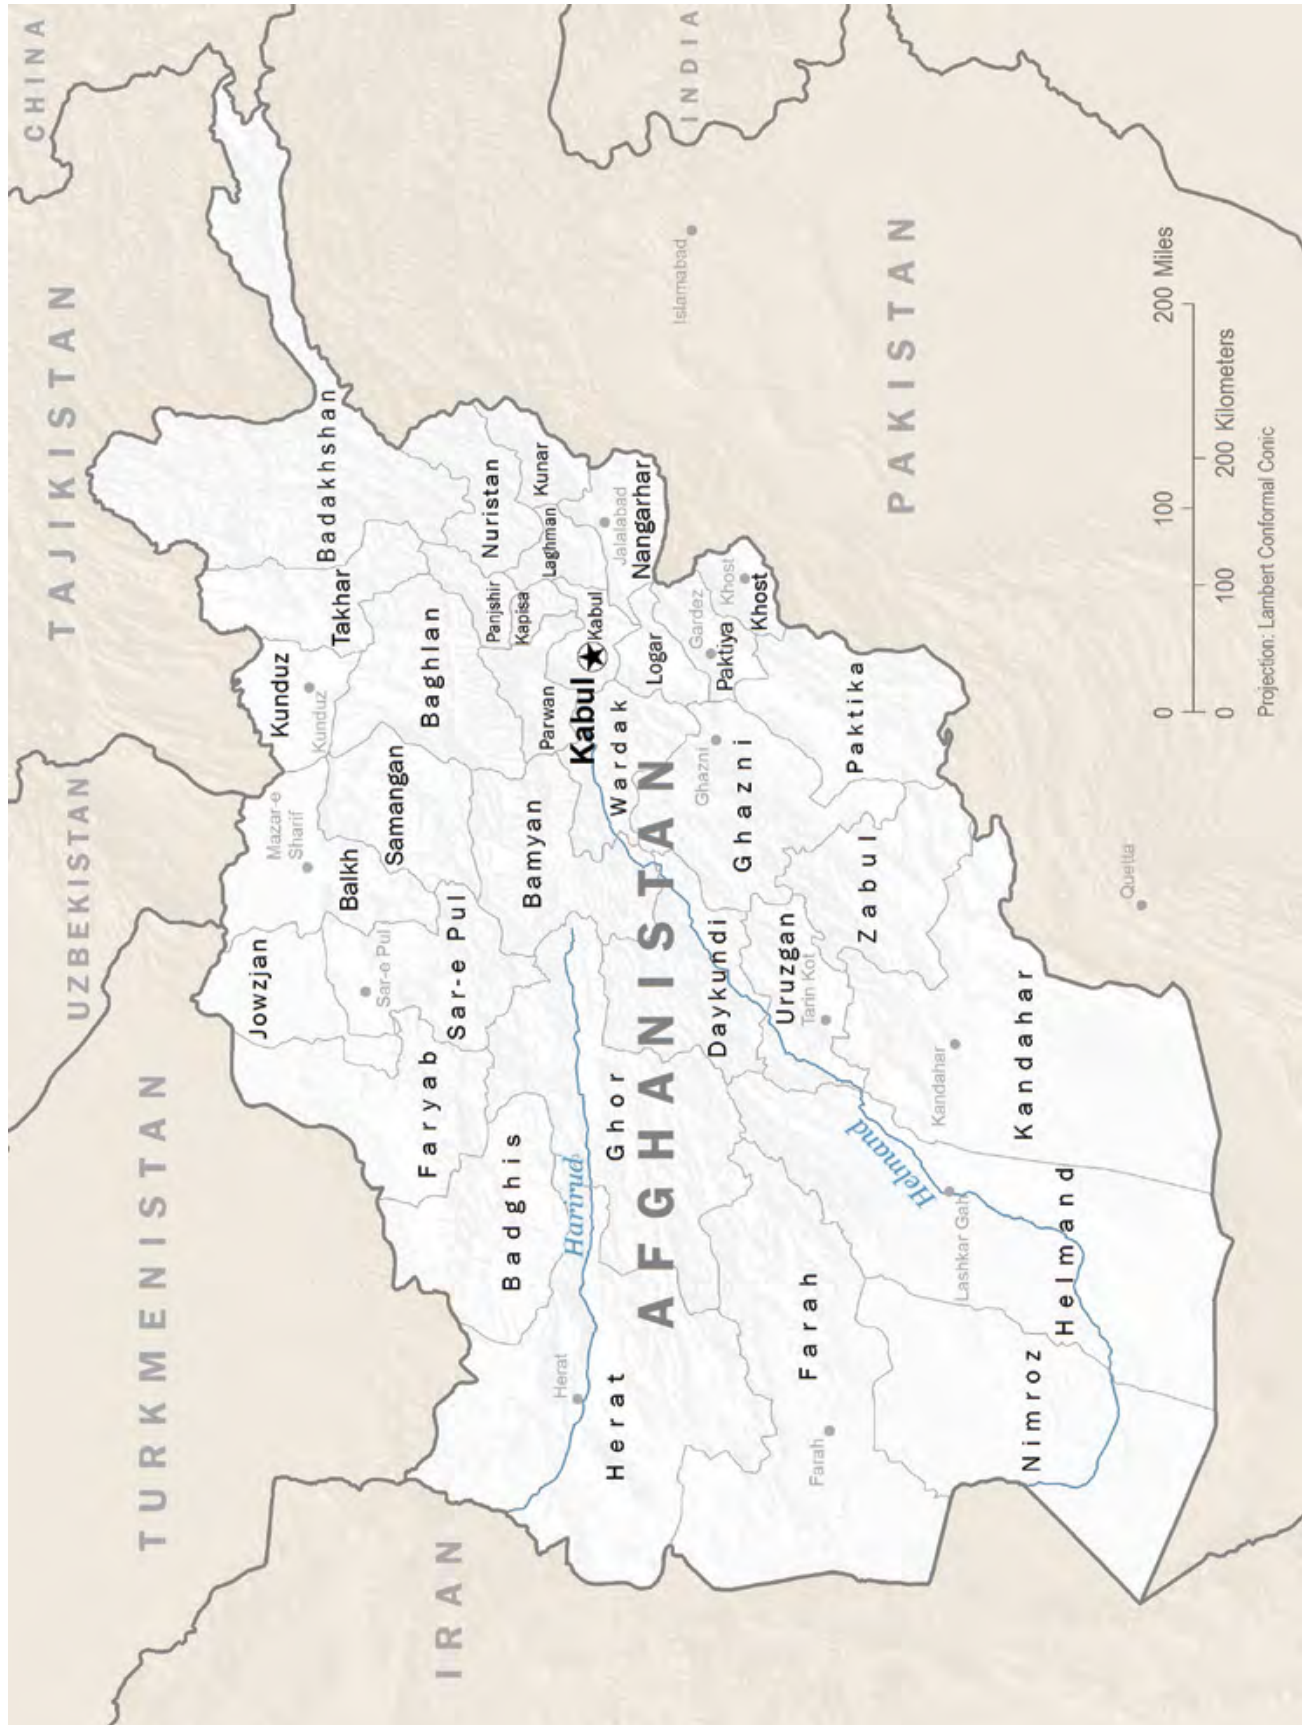 CHINA
TAJIKISTAN
UZBEKISTAN
TURKMENISTAN
IRAN
INDIA
PAKISTAN
Islamabad
Quetta
AFGHANISTAN
Badakhshan
Takhar
Kunduz
Kunduz
Mazar-e
Sharif
Balkh
Jowzjan
Sar-e Pul
Sar-e Pul
Samangan
Baghlan
Faryab
Badghis
Bamyan
Nuristan
Kunar
Laghman
Panjshir
Kapisa
Parwan
Kabul
Kabul
Jalalabad
Nangarhar
Logar
Wardak
Gardez
Paktiya
Khost
Khost
Ghazni
Ghazni
Paktika
Zabul
Daykundi
Uruzgan
Tarin Kot
Ghor
Harirud
Herat
Herat
Farah
Farah
Helmand
Lashkar Gah
Helmand
Nimroz
Kandahar
Kandahar
0 100 200 Miles
0 100 200 Kilometers
Projection: Lambert Conformal Conic